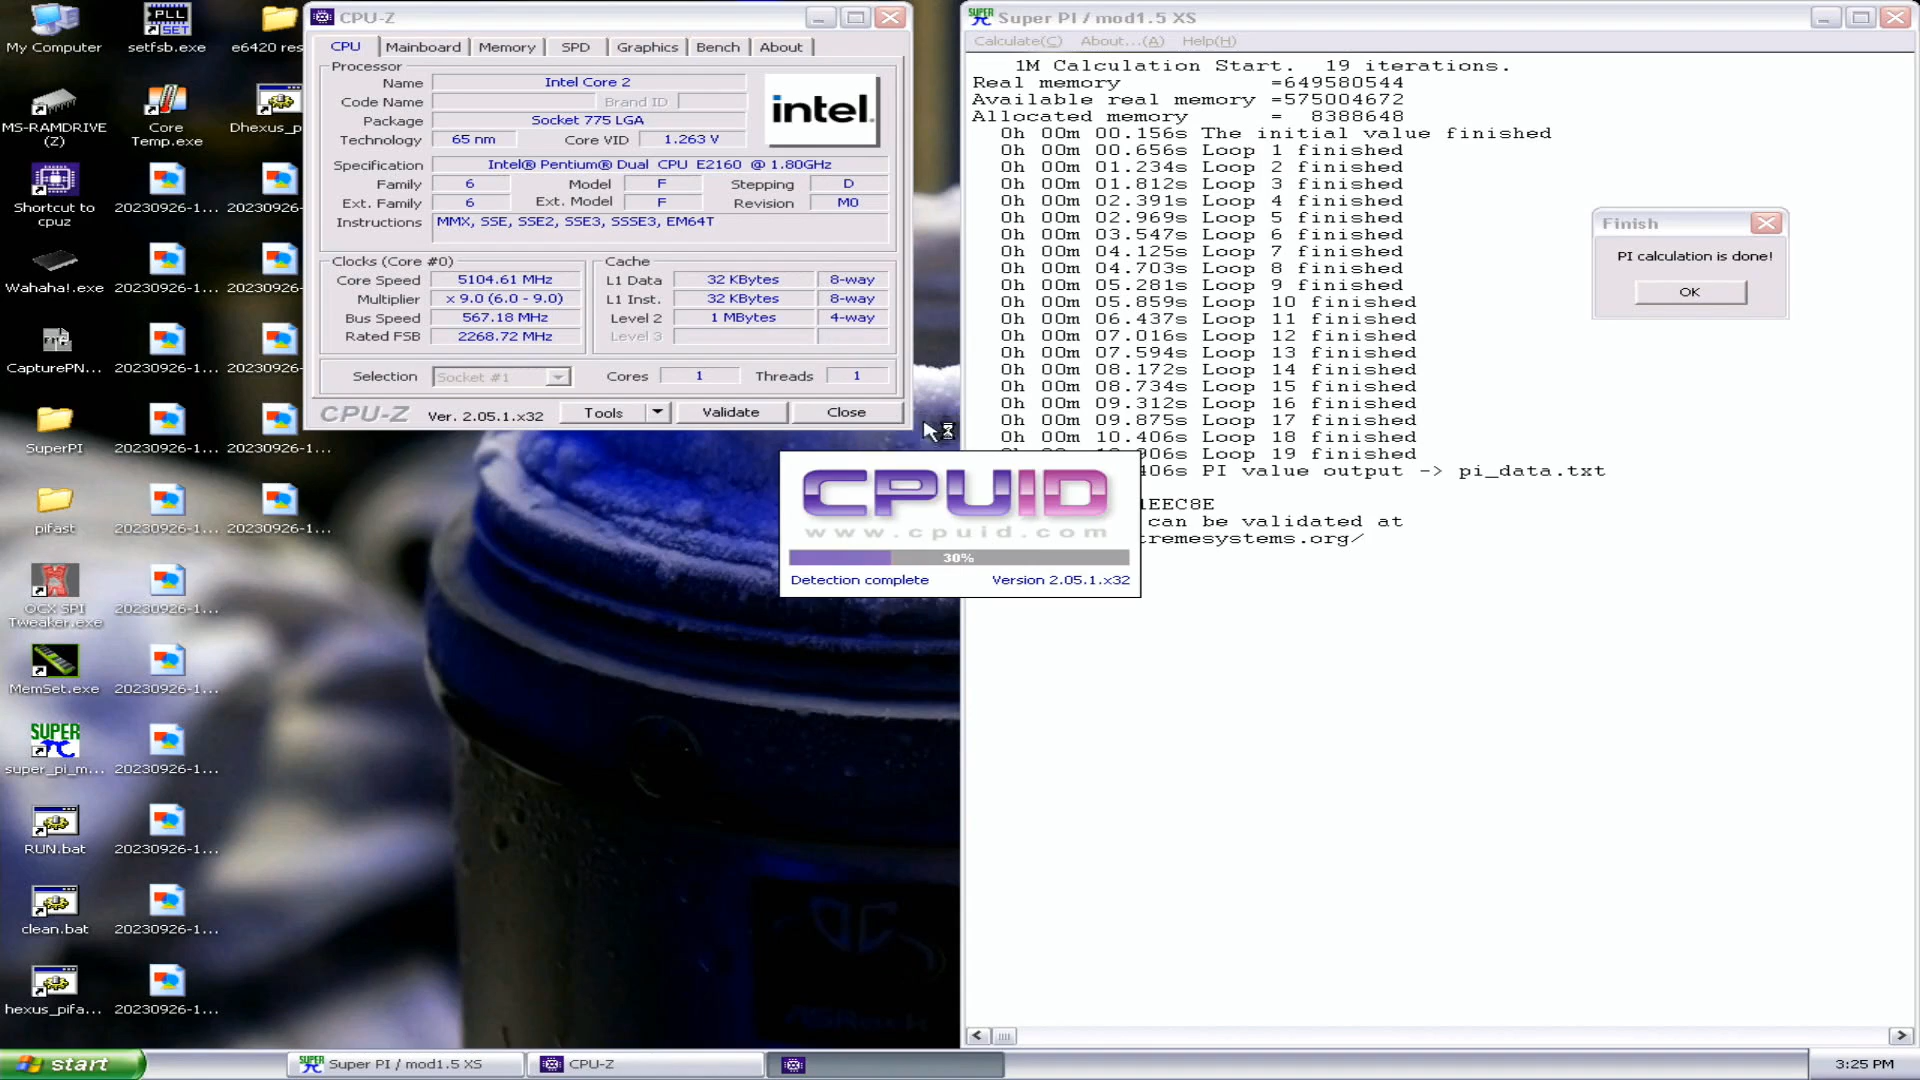 My Computer
setfsb.exe
e6420 res
MS-RAMDRIVE (Z)
Core Temp.exe
Dhexus_p
Shortcut to cpuz
20230926-1...
20230926-1...
Wahaha!.exe
20230926-1...
20230926-1...
CapturePN...
20230926-1...
20230926-1...
SuperPI
20230926-1...
20230926-1...
pifast
20230926-1...
20230926-1...
OCX SPI Tweaker.exe
20230926-1...
MemSet.exe
20230926-1...
SUPER
super_pi_m...
20230926-1...
RUN.bat
20230926-1...
clean.bat
20230926-1...
hexus_pifa...
20230926-1...
CPU-Z
CPU Mainboard Memory SPD Graphics Bench About
Processor
Name Intel Core 2
Code Name Brand ID
Package Socket 775 LGA
Technology 65 nm Core VID 1.263 V
intel.
Specification Intel® Pentium® Dual CPU E2160 @ 1.80GHz
Family 6 Model F Stepping D
Ext. Family 6 Ext. Model F Revision M0
Instructions MMX, SSE, SSE2, SSE3, SSSE3, EM64T
Clocks (Core #0)
Core Speed 5104.61 MHz
Multiplier x 9.0 (6.0 - 9.0)
Bus Speed 567.18 MHz
Rated FSB 2268.72 MHz
Cache
L1 Data 32 KBytes 8-way
L1 Inst. 32 KBytes 8-way
Level 2 1 MBytes 4-way
Level 3
Selection Socket #1 Cores 1 Threads 1
CPU-Z Ver. 2.05.1.x32 Tools Validate Close
CPUID
www.cpuid.com
30%
Detection complete Version 2.05.1.x32
Super PI / mod1.5 XS
Calculate(C) About...(A) Help(H)
1M Calculation Start. 19 iterations.
Real memory =649580544
Available real memory =575004672
Allocated memory = 8388648
0h 00m 00.156s The initial value finished
0h 00m 00.656s Loop 1 finished
0h 00m 01.234s Loop 2 finished
0h 00m 01.812s Loop 3 finished
0h 00m 02.391s Loop 4 finished
0h 00m 02.969s Loop 5 finished
0h 00m 03.547s Loop 6 finished
0h 00m 04.125s Loop 7 finished
0h 00m 04.703s Loop 8 finished
0h 00m 05.281s Loop 9 finished
0h 00m 05.859s Loop 10 finished
0h 00m 06.437s Loop 11 finished
0h 00m 07.016s Loop 12 finished
0h 00m 07.594s Loop 13 finished
0h 00m 08.172s Loop 14 finished
0h 00m 08.734s Loop 15 finished
0h 00m 09.312s Loop 16 finished
0h 00m 09.875s Loop 17 finished
0h 00m 10.406s Loop 18 finished
906s Loop 19 finished
406s PI value output -> pi_data.txt
EEC8E
can be validated at
tremesystems.org/
Finish
PI calculation is done!
OK
start
Super PI / mod1.5 XS
CPU-Z
3:25 PM